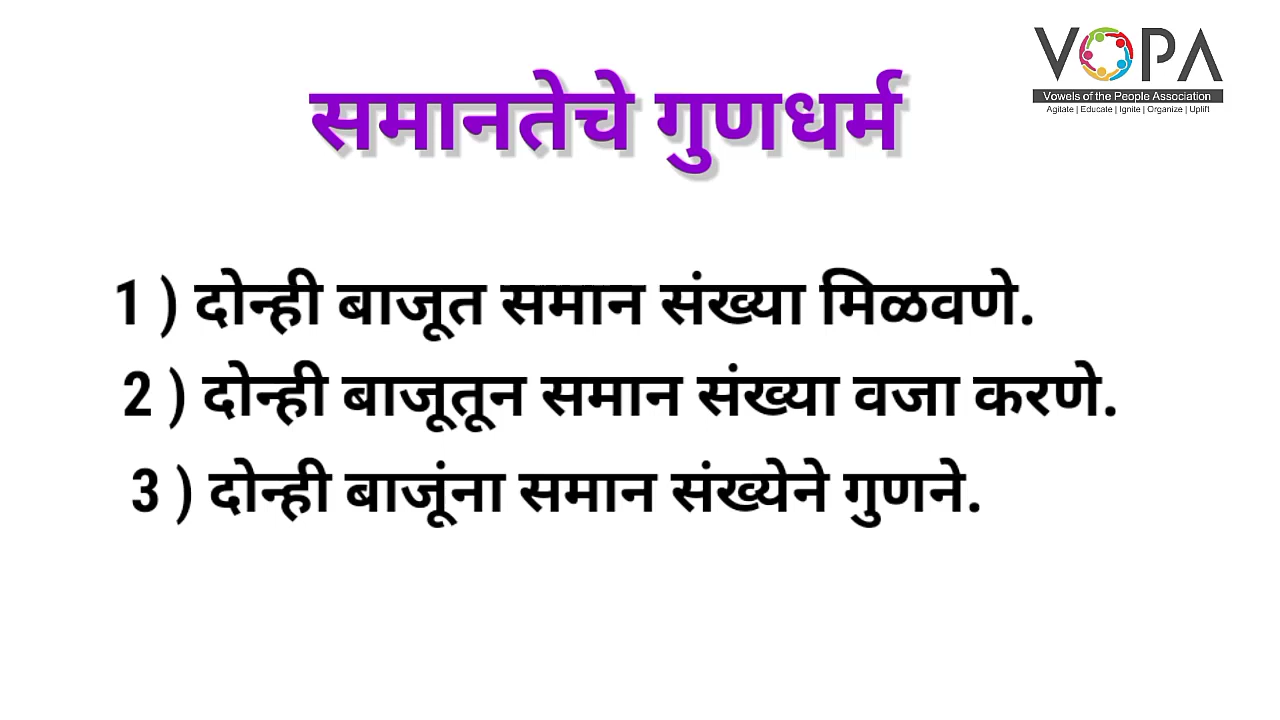 VOPA
Vowels of the People Association
Agitate | Educate | Ignite | Organize | Uplift
समानतेचे गुणधर्म
1 ) दोन्ही बाजूत समान संख्या मिळवणे.
2 ) दोन्ही बाजूतून समान संख्या वजा करणे.
3 ) दोन्ही बाजूंना समान संख्येने गुणने.